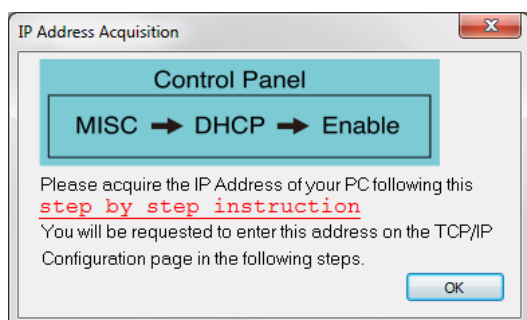 IP Address Acquisition
Control Panel
MISC → DHCP → Enable
Please acquire the IP Address of your PC following this
step by step instruction
You will be requested to enter this address on the TCP/IP
Configuration page in the following steps.
OK